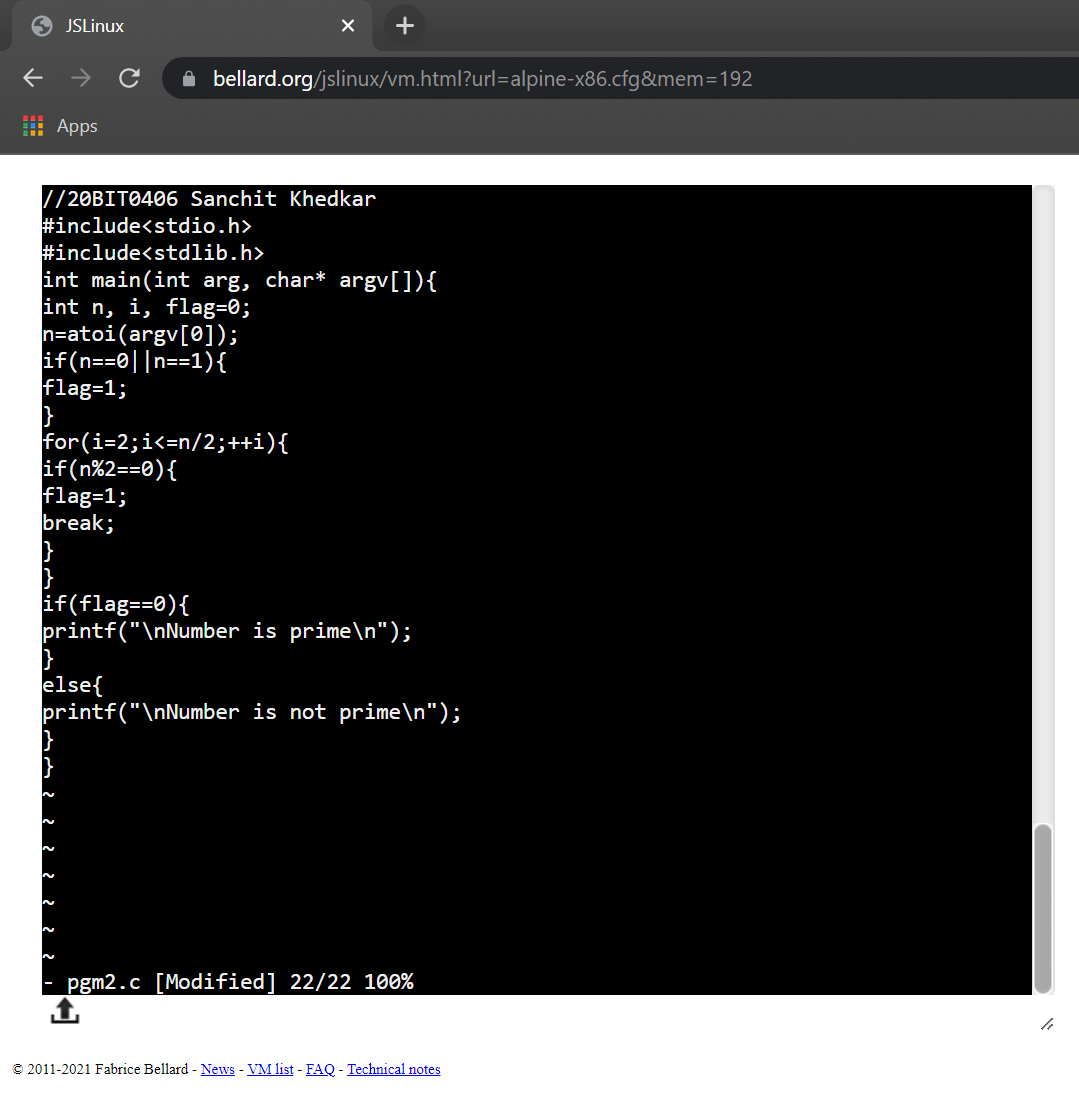 JSLinux
bellard.org/jslinux/vm.html?url=alpine-x86.cfg&mem=192
Apps
//20BIT0406 Sanchit Khedkar
#include<stdio.h>
#include<stdlib.h>
int main(int arg, char* argv[]){
int n, i, flag=0;
n=atoi(argv[0]);
if(n==0||n==1){
flag=1;
}
for(i=2;i<=n/2;++i){
if(n%2==0){
flag=1;
break;
}
}
if(flag==0){
printf("\nNumber is prime\n");
}
else{
printf("\nNumber is not prime\n");
}
}
~
~
~
~
~
~
~
- pgm2.c [Modified] 22/22 100%
© 2011-2021 Fabrice Bellard - News - VM list - FAQ - Technical notes